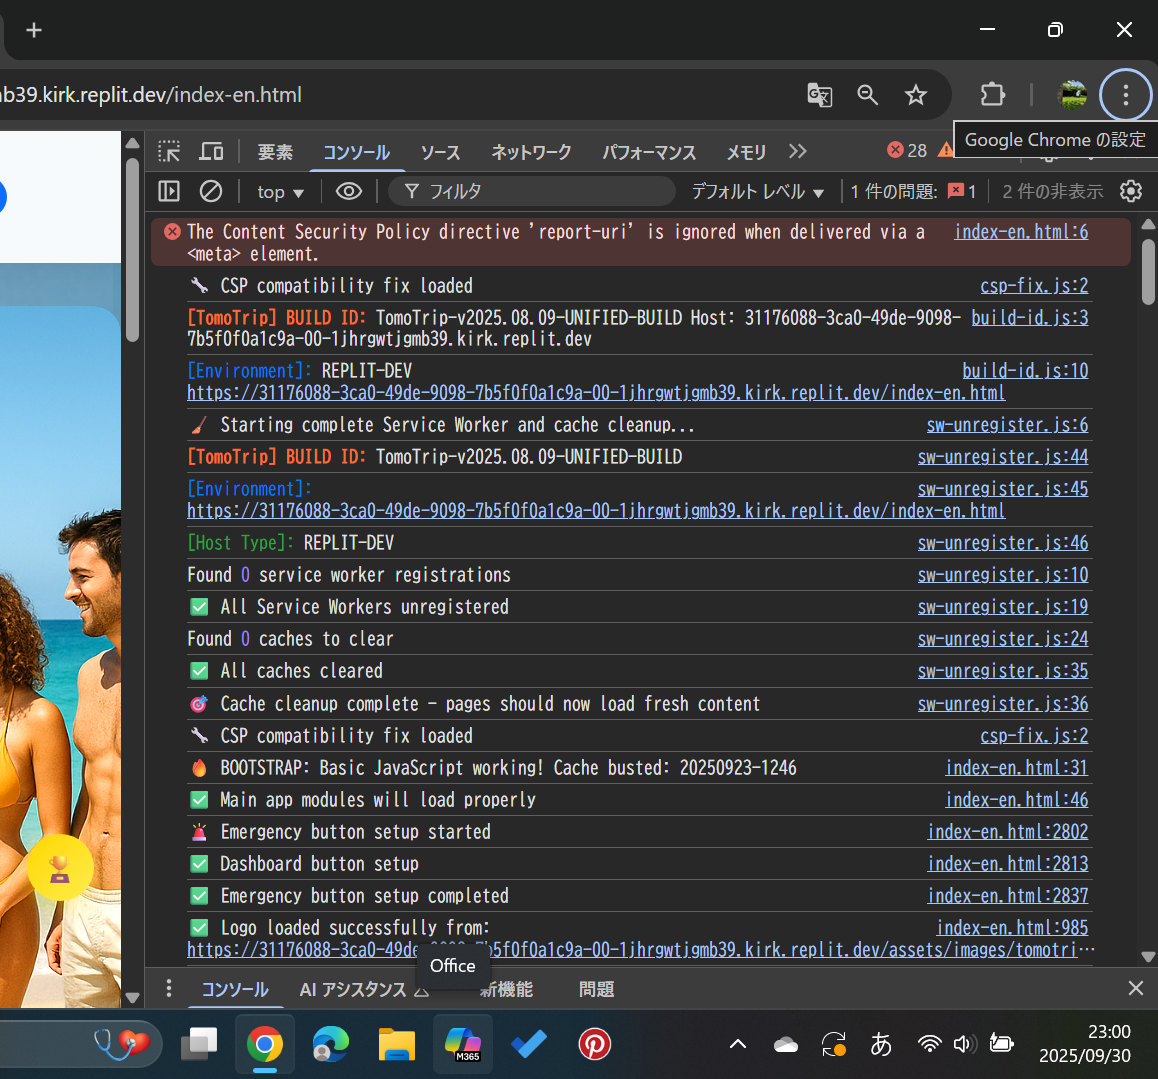 b39.kirk.replit.dev/index-en.html
Google Chrome の設定
要素 コンソール ソース ネットワーク パフォーマンス メモリ 28
top フィルタ デフォルト レベル 1 件の問題: 1 2 件の非表示
The Content Security Policy directive 'report-uri' is ignored when delivered via a index-en.html:6
<meta> element.
🔧 CSP compatibility fix loaded csp-fix.js:2
[TomoTrip] BUILD ID: TomoTrip-v2025.08.09-UNIFIED-BUILD Host: 31176088-3ca0-49de-9098- build-id.js:3
7b5f0f0a1c9a-00-1jhrgwtjgmb39.kirk.replit.dev
[Environment]: REPLIT-DEV build-id.js:10
https://31176088-3ca0-49de-9098-7b5f0f0a1c9a-00-1jhrgwtjgmb39.kirk.replit.dev/index-en.html
🧹 Starting complete Service Worker and cache cleanup... sw-unregister.js:6
[TomoTrip] BUILD ID: TomoTrip-v2025.08.09-UNIFIED-BUILD sw-unregister.js:44
[Environment]: sw-unregister.js:45
https://31176088-3ca0-49de-9098-7b5f0f0a1c9a-00-1jhrgwtjgmb39.kirk.replit.dev/index-en.html
[Host Type]: REPLIT-DEV sw-unregister.js:46
Found 0 service worker registrations sw-unregister.js:10
✅ All Service Workers unregistered sw-unregister.js:19
Found 0 caches to clear sw-unregister.js:24
✅ All caches cleared sw-unregister.js:35
🎯 Cache cleanup complete - pages should now load fresh content sw-unregister.js:36
🔧 CSP compatibility fix loaded csp-fix.js:2
🔥 BOOTSTRAP: Basic JavaScript working! Cache busted: 20250923-1246 index-en.html:31
✅ Main app modules will load properly index-en.html:46
🚨 Emergency button setup started index-en.html:2802
✅ Dashboard button setup index-en.html:2813
✅ Emergency button setup completed index-en.html:2837
✅ Logo loaded successfully from: index-en.html:985
https://31176088-3ca0-49de-9098-7b5f0f0a1c9a-00-1jhrgwtjgmb39.kirk.replit.dev/assets/images/tomotri…
Office
コンソール AI アシスタンス 新機能 問題
M365
あ
23:00
2025/09/30